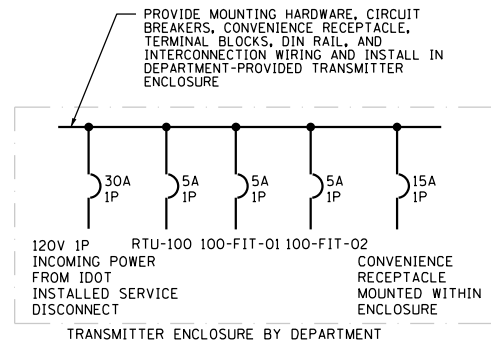 PROVIDE MOUNTING HARDWARE, CIRCUIT
BREAKERS, CONVENIENCE RECEPTACLE,
TERMINAL BLOCKS, DIN RAIL, AND
INTERCONNECTION WIRING AND INSTALL IN
DEPARTMENT-PROVIDED TRANSMITTER
ENCLOSURE
30A
1P
5A
1P
5A
1P
5A
1P
15A
1P
120V 1P
INCOMING POWER
FROM IDOT
INSTALLED SERVICE
DISCONNECT
RTU-100
100-FIT-01
100-FIT-02
CONVENIENCE
RECEPTACLE
MOUNTED WITHIN
ENCLOSURE
TRANSMITTER ENCLOSURE BY DEPARTMENT